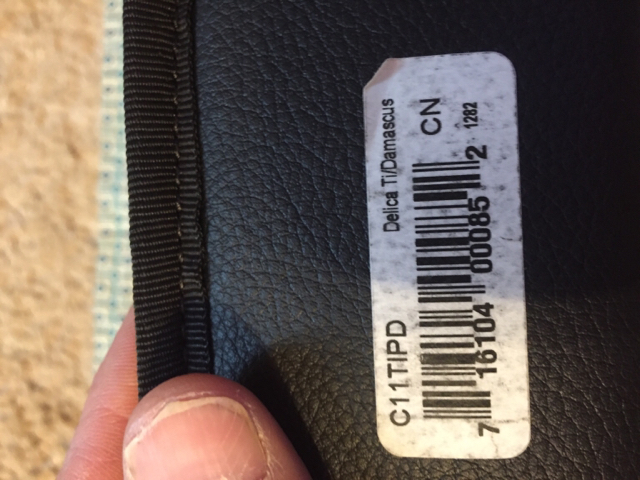 C11TIPD Delica Ti/Damascus
CN
7 16104 00085 2
1282